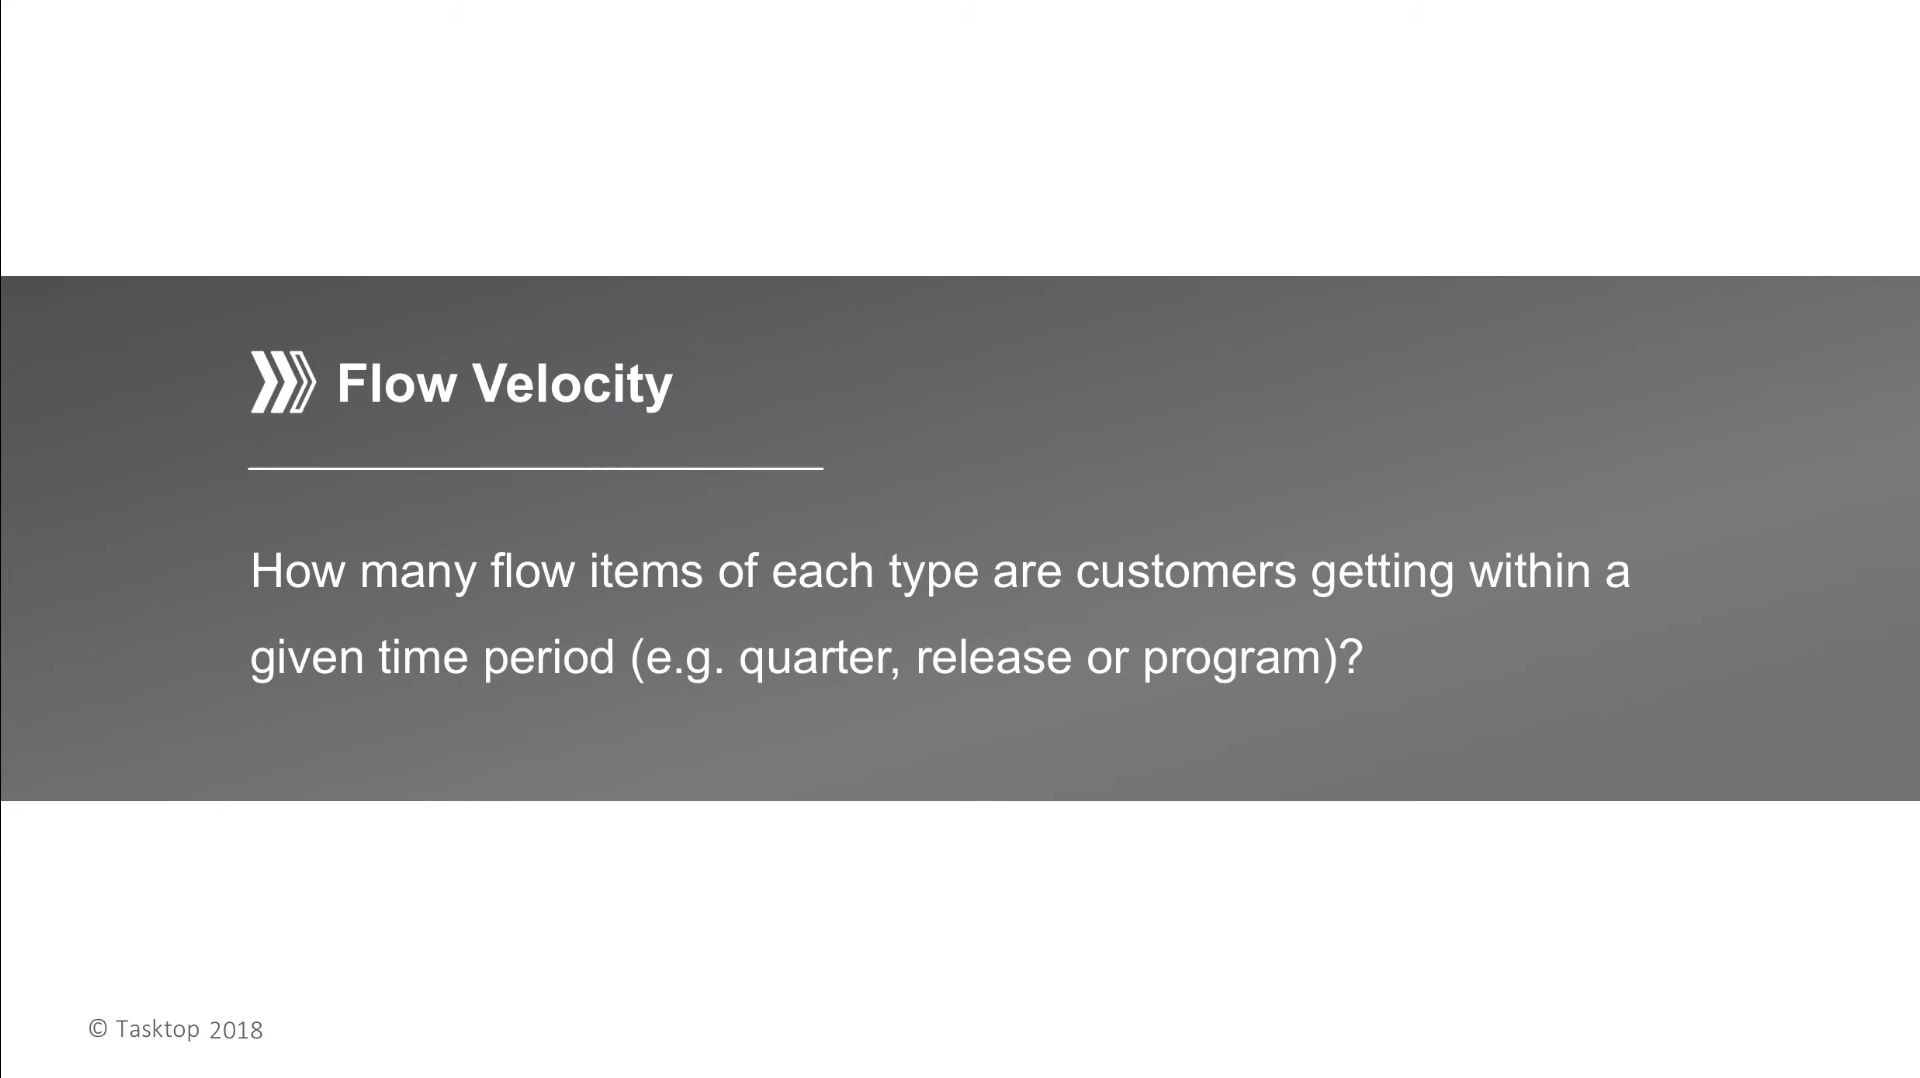 Flow Velocity
How many flow items of each type are customers getting within a
given time period (e.g. quarter, release or program)?
© Tasktop 2018